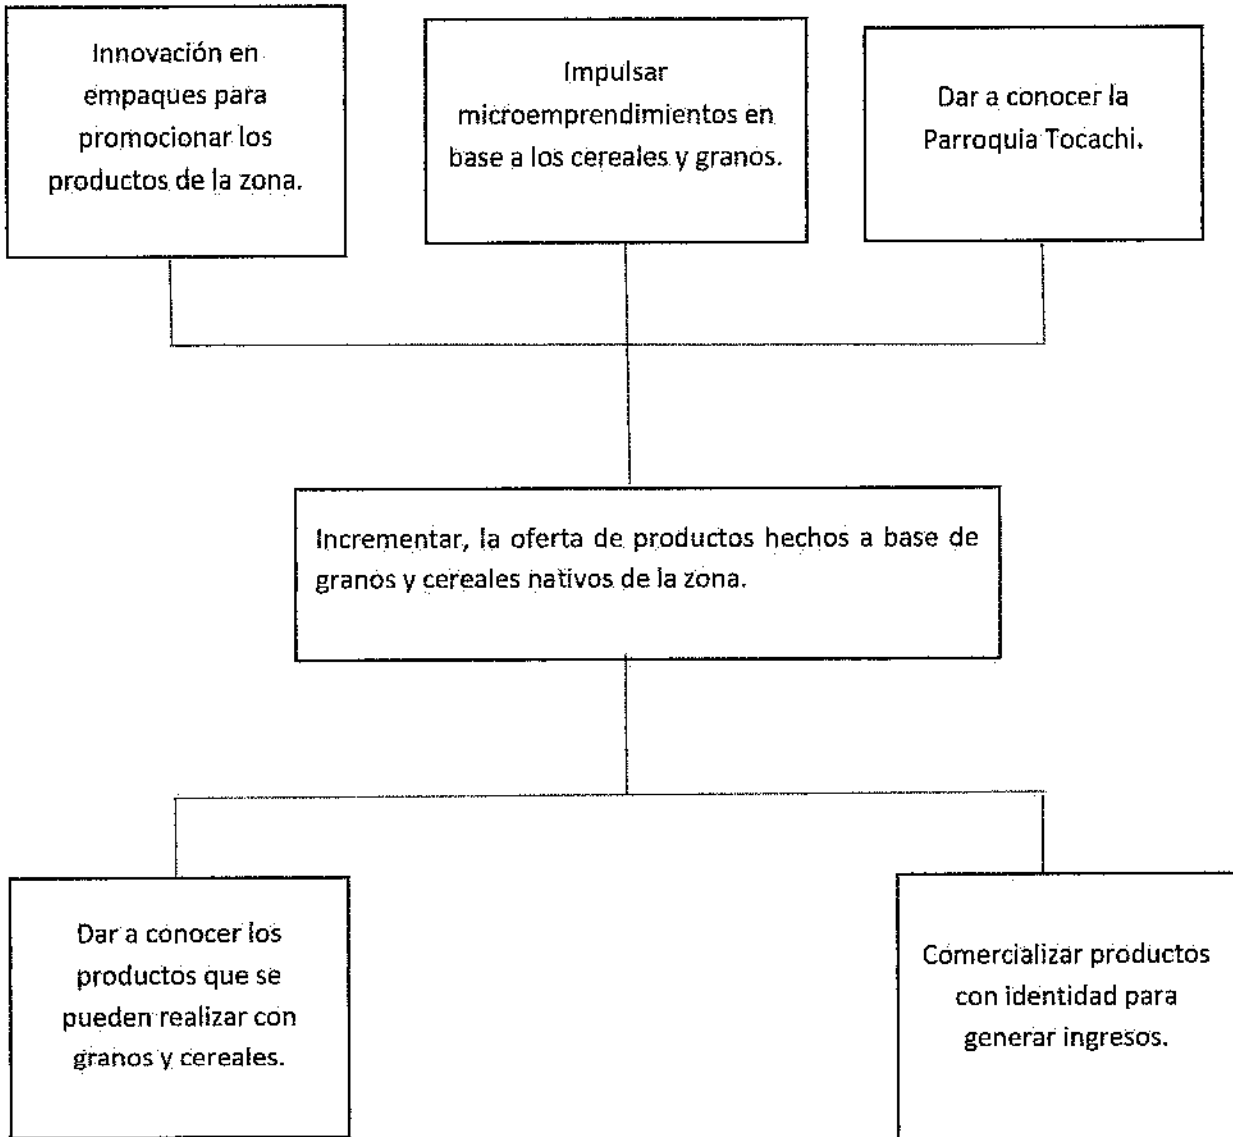 Innovación en
empaques para
promocionar los
productos de la zona.
Impulsar
microemprendimientos en
base a los cereales y granos.
Dar a conocer la
Parroquia Tocachi.
Incrementar, la oferta de productos hechos a base de
granos y cereales nativos de la zona.
Dar a conocer los
productos que se
pueden realizar con
granos y cereales.
Comercializar productos
con identidad para
generar ingresos.